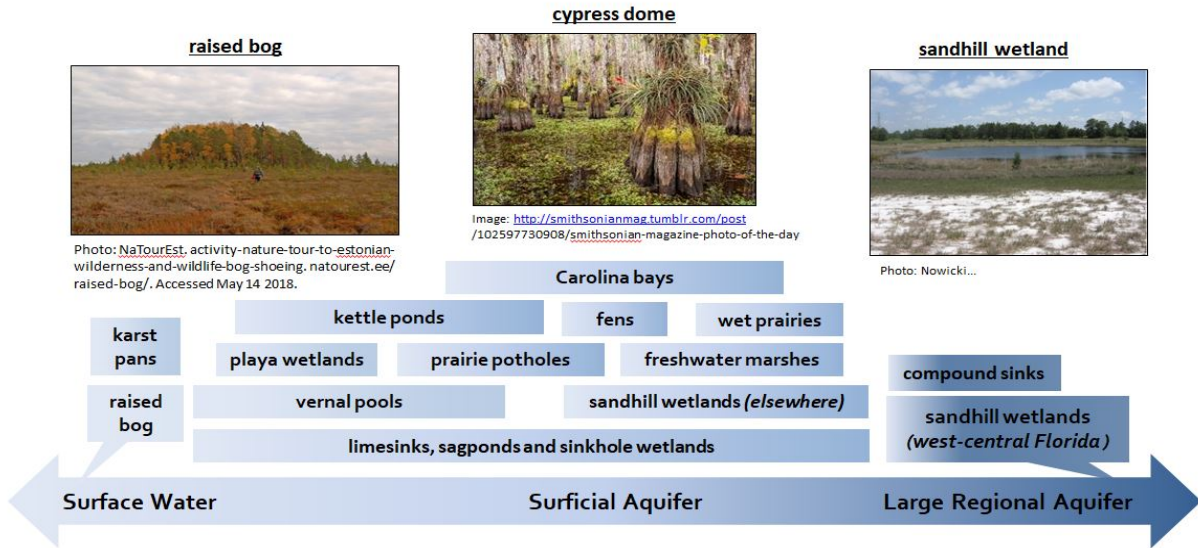 raised bog
cypress dome
sandhill wetland
Photo: NaTourEst. activity-nature-tour-to-estonian-
wilderness-and-wildlife-bog-shoeing. natourest.ee/
raised-bog/. Accessed May 14 2018.
Image: http://smithsonianmag.tumblr.com/post
/102597730908/smithsonian-magazine-photo-of-the-day
Photo: Nowicki...
Carolina bays
kettle ponds
fens
wet prairies
karst
pans
playa wetlands
prairie potholes
freshwater marshes
compound sinks
raised
bog
vernal pools
sandhill wetlands (elsewhere)
sandhill wetlands
(west-central Florida)
limesinks, sagponds and sinkhole wetlands
Surface Water
Surficial Aquifer
Large Regional Aquifer